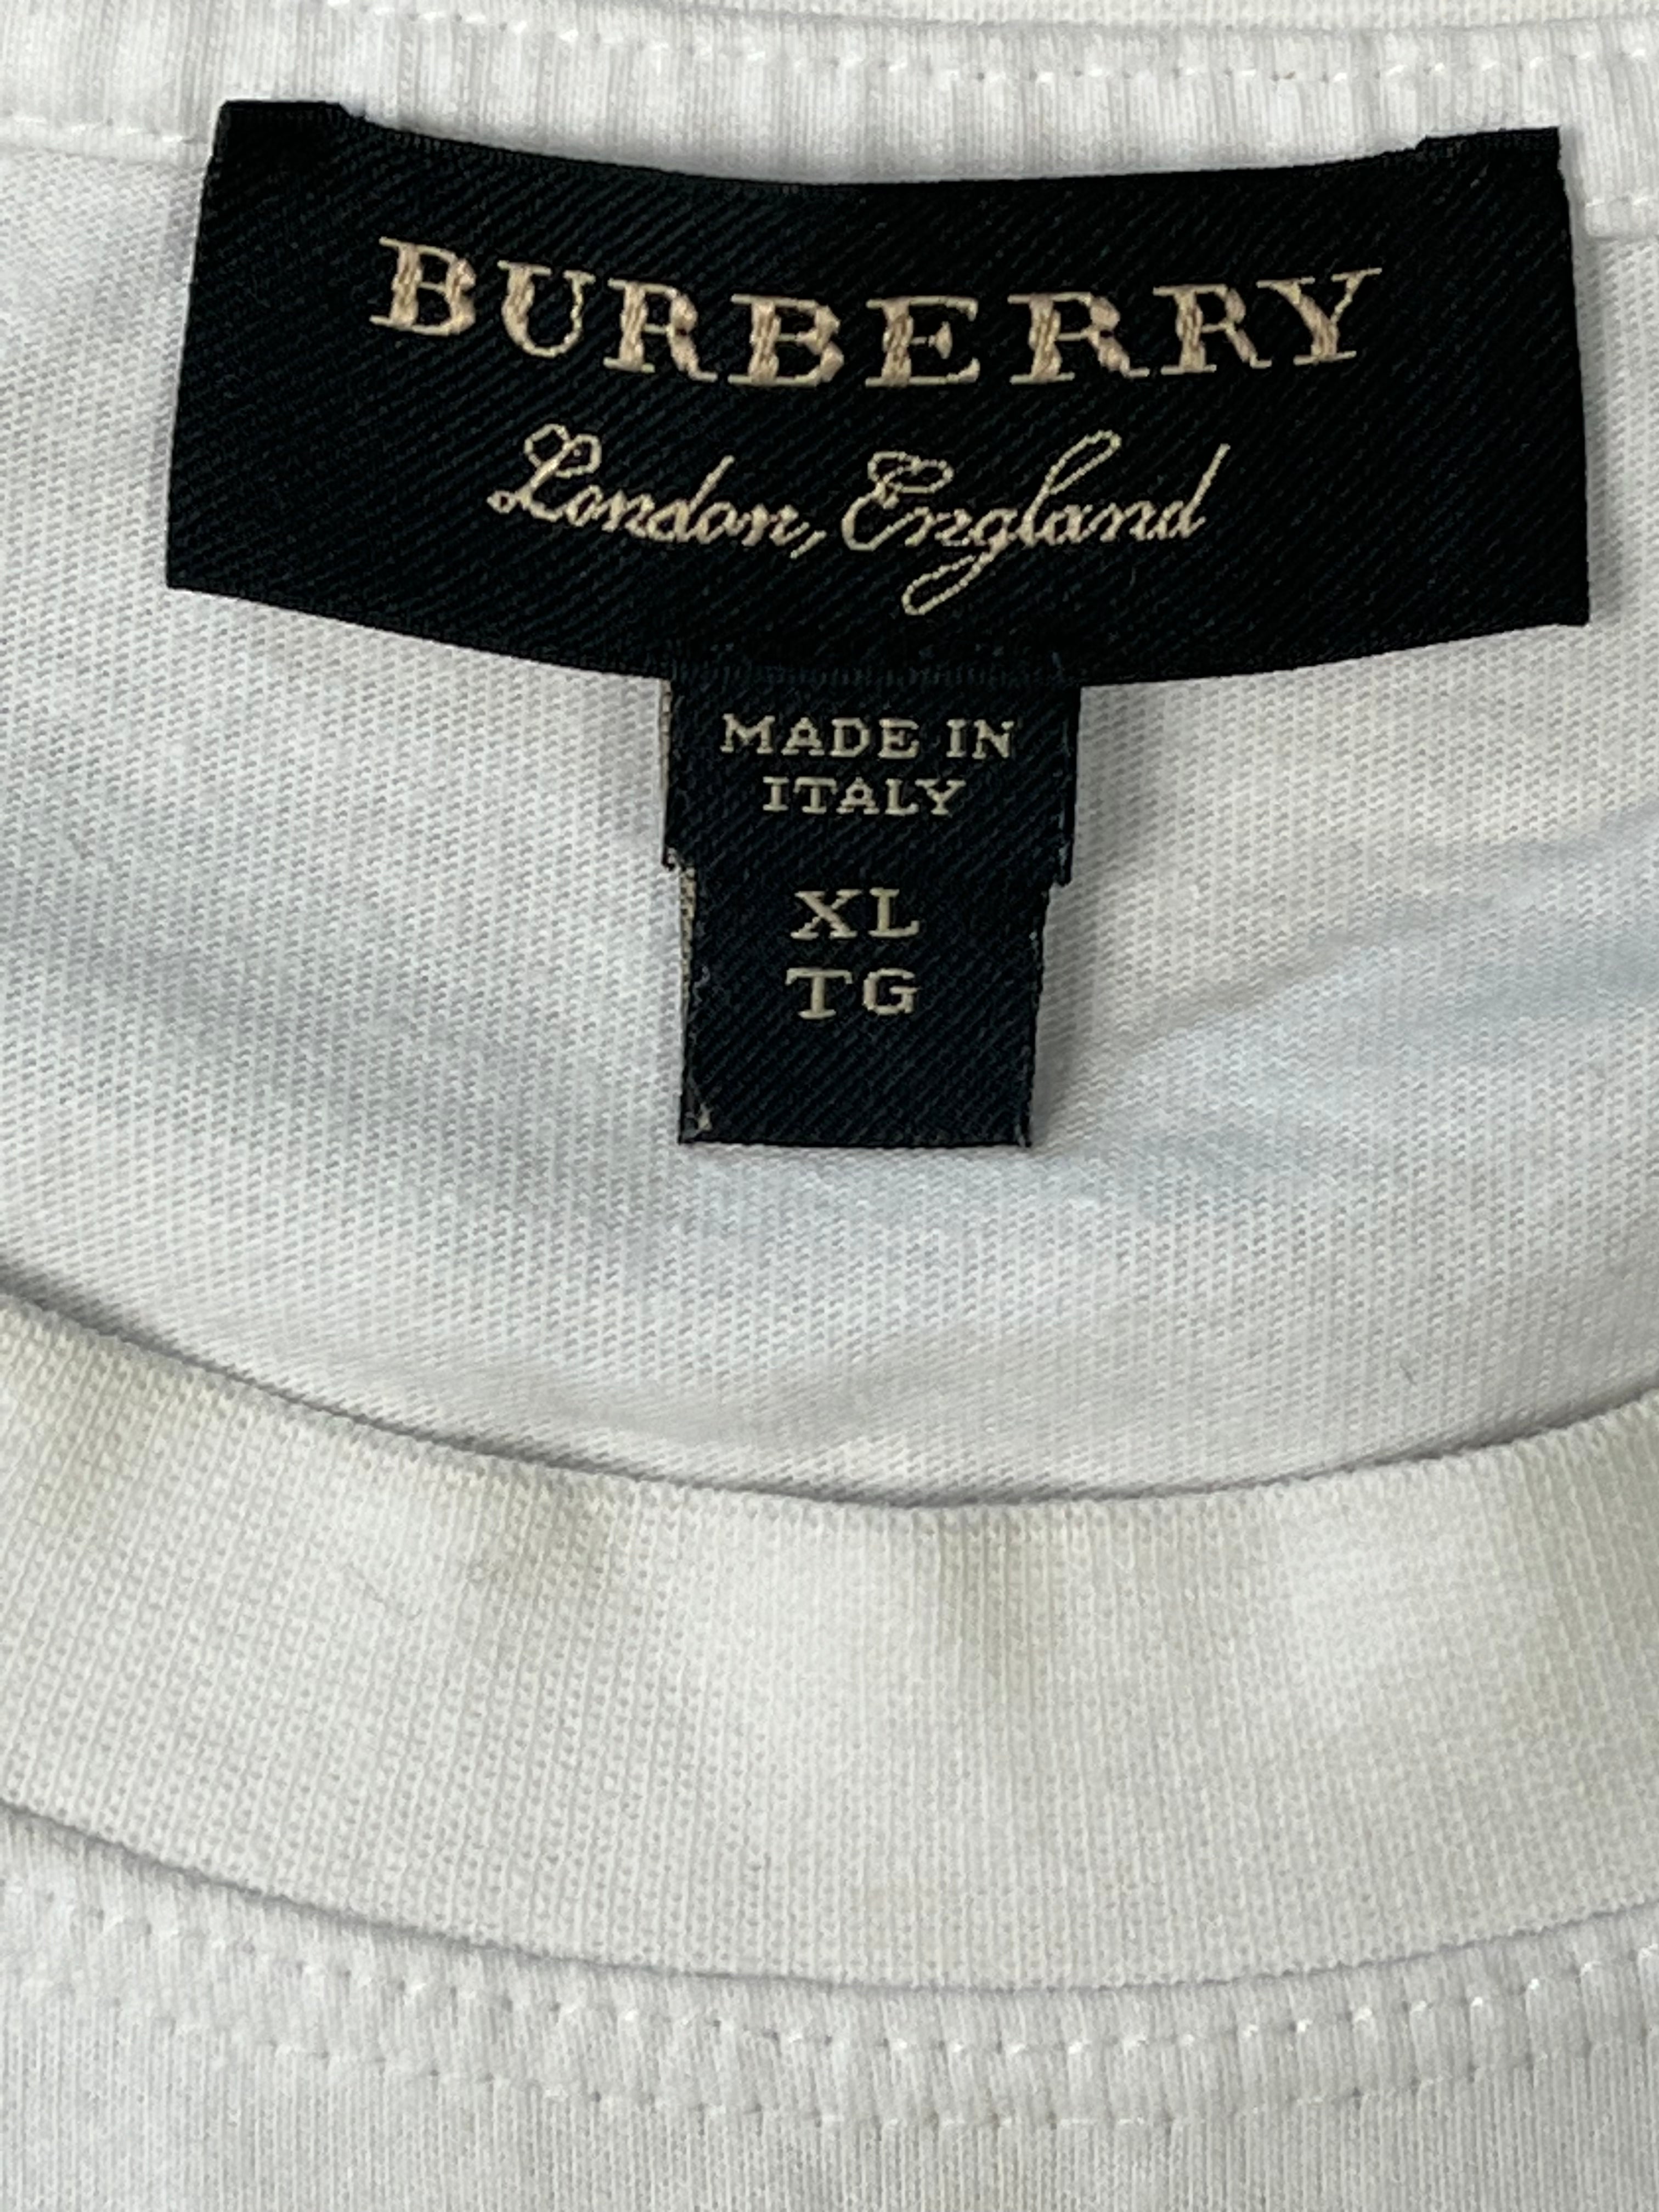 BURBERRY
London, England
MADE IN
ITALY
XL
TG